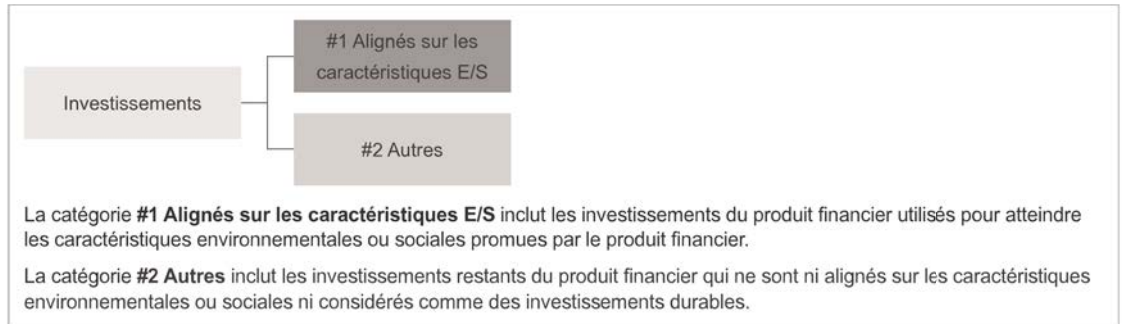 #1 Alignés sur les
caractéristiques E/S
Investissements
#2 Autres
La catégorie #1 Alignés sur les caractéristiques E/S inclut les investissements du produit financier utilisés pour atteindre
les caractéristiques environnementales ou sociales promues par le produit financier.
La catégorie #2 Autres inclut les investissements restants du produit financier qui ne sont ni alignés sur les caractéristiques
environnementales ou sociales ni considérés comme des investissements durables.